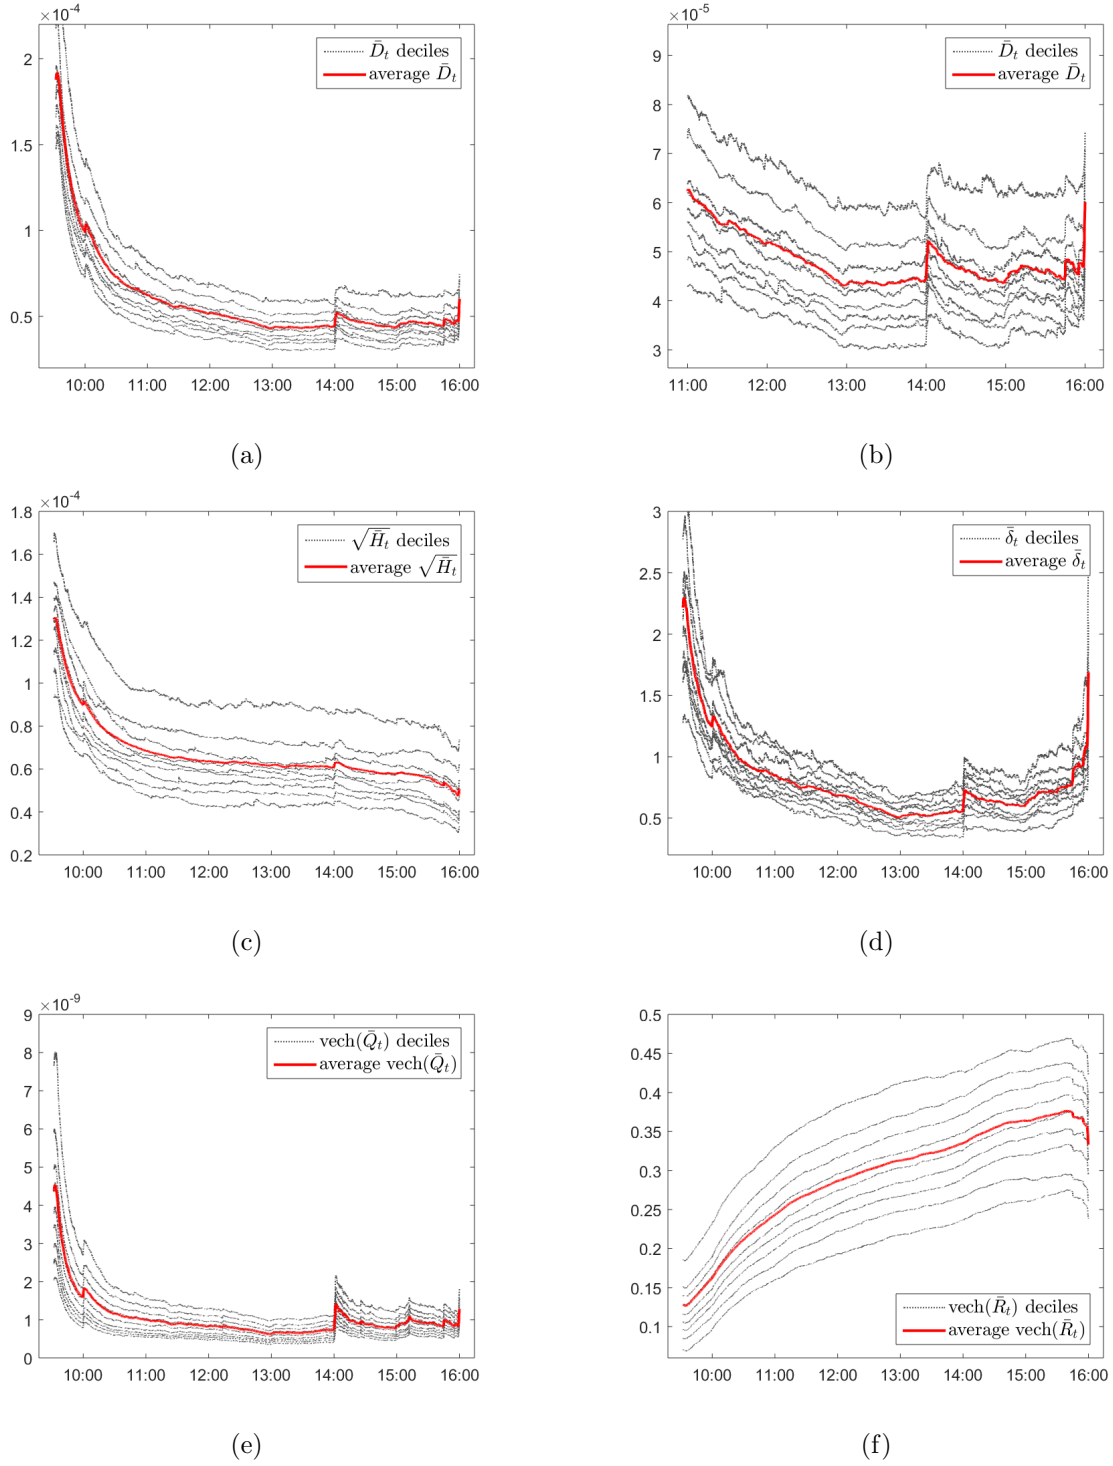 ×10-4
2
1.5
1
0.5
10:00 11:00 12:00 13:00 14:00 15:00 16:00
D̄t deciles
average D̄t
(a)
×10-5
9
8
7
6
5
4
3
11:00 12:00 13:00 14:00 15:00 16:00
D̄t deciles
average D̄t
(b)
×10-4
1.8
1.6
1.4
1.2
1
0.8
0.6
0.4
0.2
10:00 11:00 12:00 13:00 14:00 15:00 16:00
√H̄t deciles
average √H̄t
(c)
3
2.5
2
1.5
1
0.5
10:00 11:00 12:00 13:00 14:00 15:00 16:00
δ̄t deciles
average δ̄t
(d)
×10-9
9
8
7
6
5
4
3
2
1
0
10:00 11:00 12:00 13:00 14:00 15:00 16:00
vech(Q̄t) deciles
average vech(Q̄t)
(e)
0.5
0.45
0.4
0.35
0.3
0.25
0.2
0.15
0.1
10:00 11:00 12:00 13:00 14:00 15:00 16:00
vech(R̄t) deciles
average vech(R̄t)
(f)